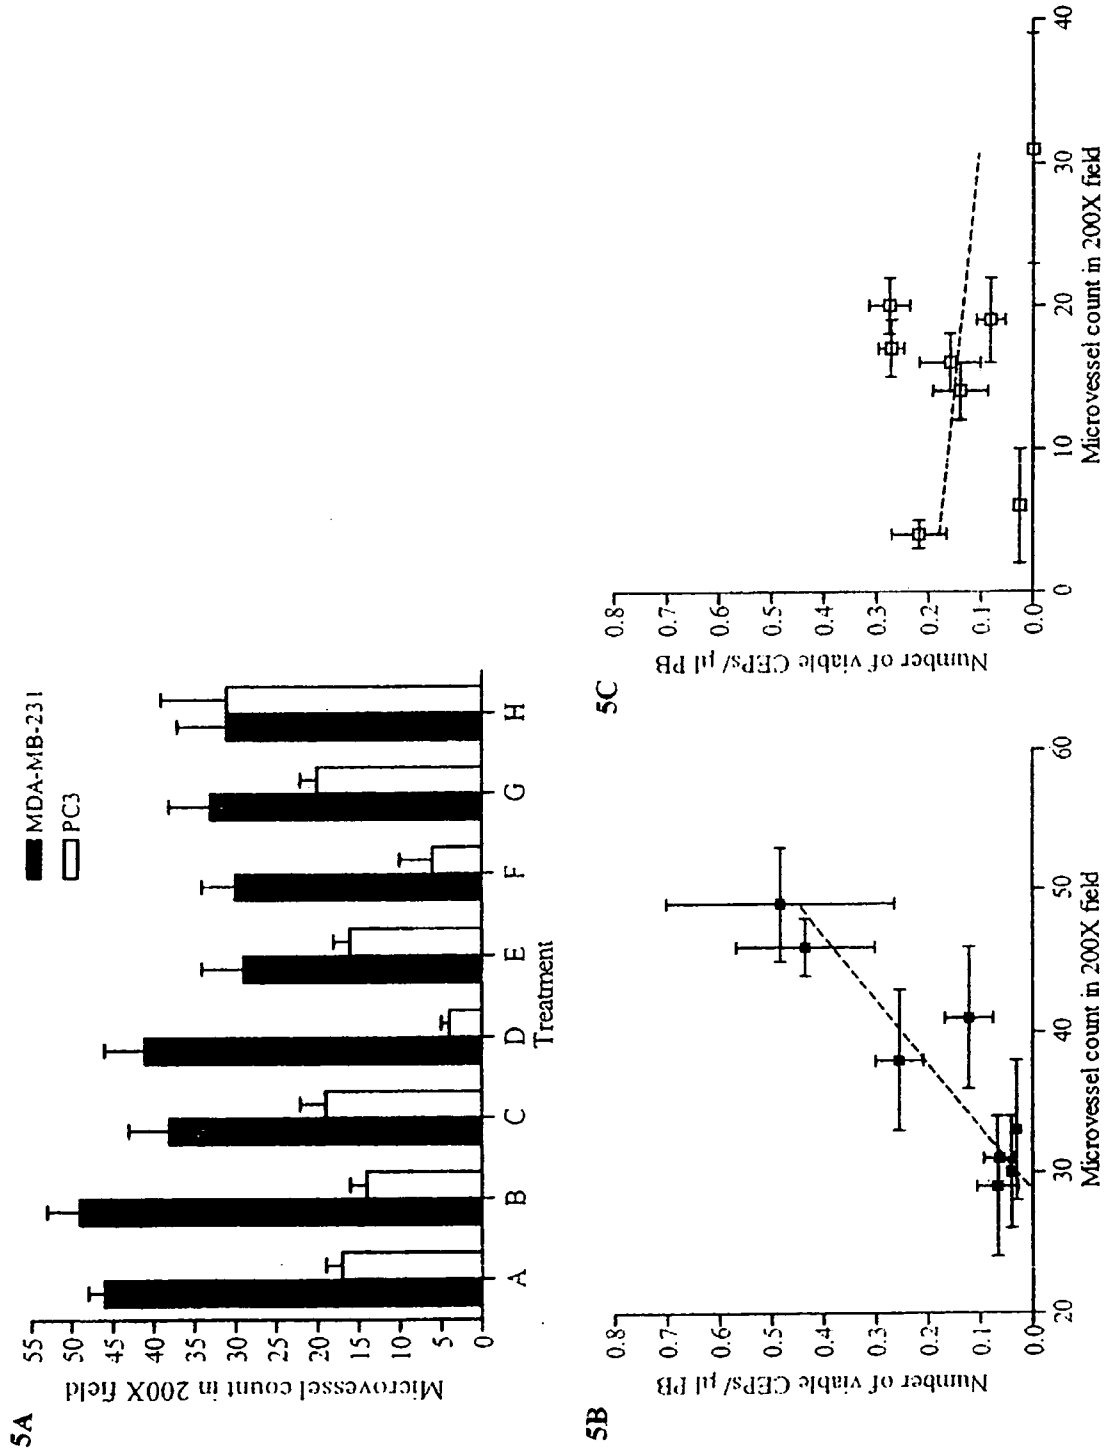 5A
MDA-MB-231
PC3
Microvessel count in 200X field
55
50
45
40
35
30
25
20
15
10
5
0
A B C D E F G H
Treatment
5B
Number of viable CEPs/ µl PB
0.8
0.7
0.6
0.5
0.4
0.3
0.2
0.1
0.0
20 30 40 50 60
Microvessel count in 200X field
5C
Number of viable CEPs/ µl PB
0.8
0.7
0.6
0.5
0.4
0.3
0.2
0.1
0.0
0 10 20 30 40
Microvessel count in 200X field